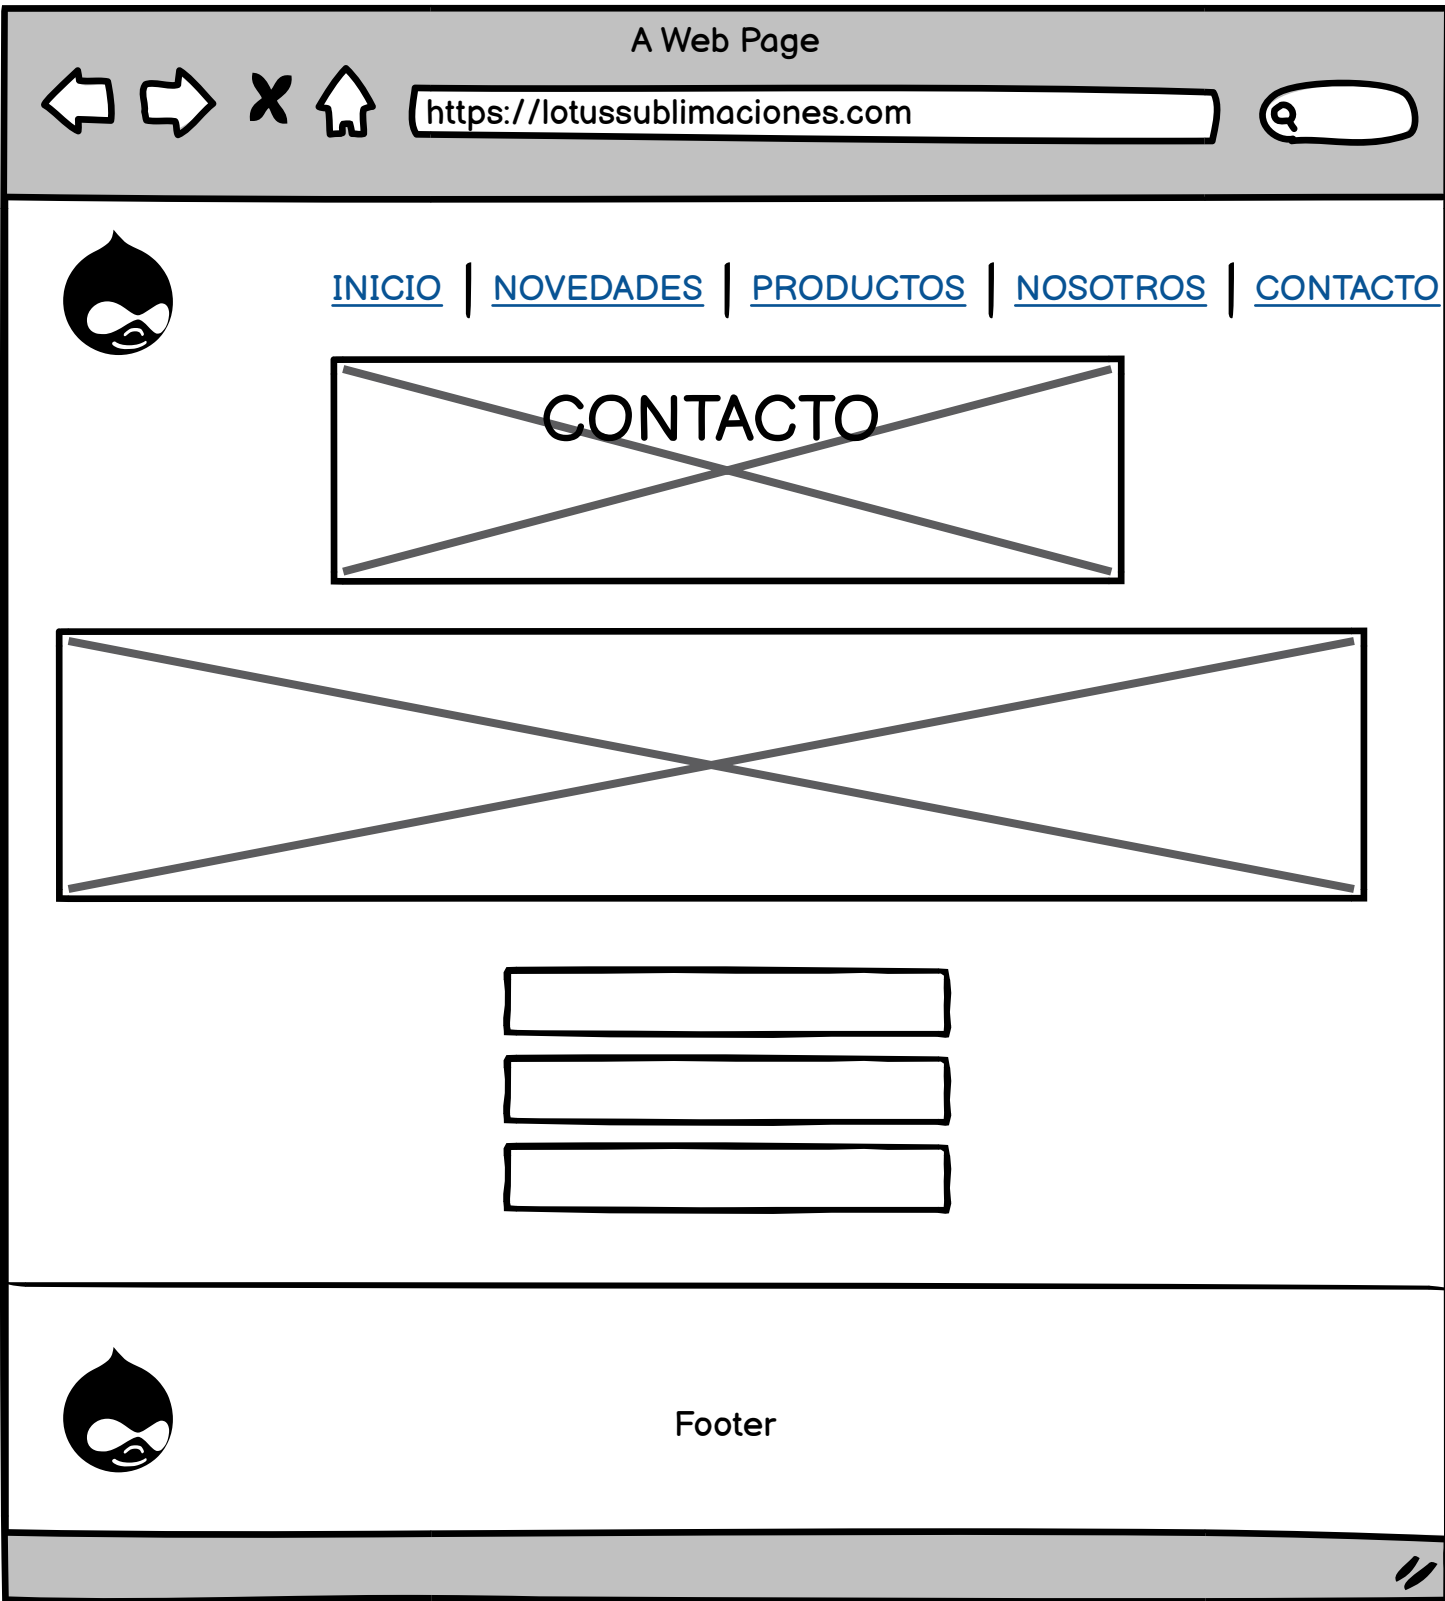 A Web Page
https://lotussublimaciones.com
INICIO | NOVEDADES | PRODUCTOS | NOSOTROS | CONTACTO
CONTACTO
Footer